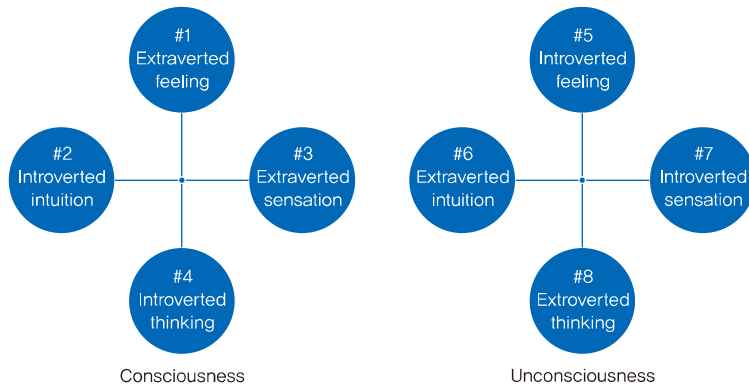 #1
Extraverted
feeling
#2
Introverted
intuition
#3
Extraverted
sensation
#4
Introverted
thinking
Consciousness
#5
Introverted
feeling
#6
Extraverted
intuition
#7
Introverted
sensation
#8
Extroverted
thinking
Unconsciousness